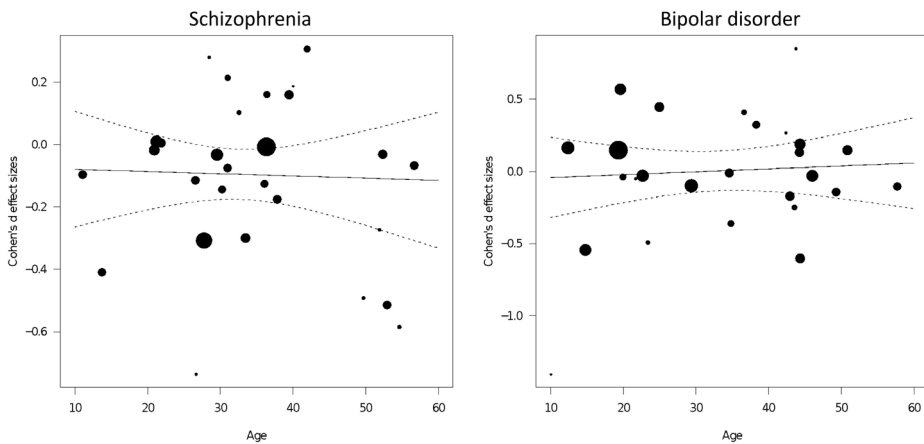 Schizophrenia
Cohen's d effect sizes
0.2
0.0
−0.2
−0.4
−0.6
10 20 30 40 50 60
Age
Bipolar disorder
Cohen's d effect sizes
0.5
0.0
−0.5
−1.0
10 20 30 40 50 60
Age